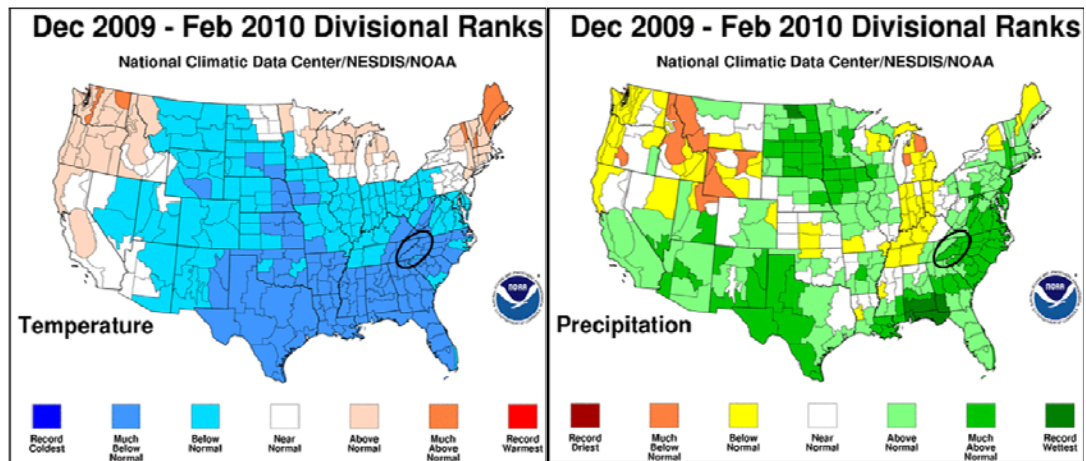 Dec 2009 - Feb 2010 Divisional Ranks
National Climatic Data Center/NESDIS/NOAA
NOAA
Temperature
Record Coldest
Much Below Normal
Below Normal
Near Normal
Above Normal
Much Above Normal
Record Warmest
Dec 2009 - Feb 2010 Divisional Ranks
National Climatic Data Center/NESDIS/NOAA
NOAA
Precipitation
Record Driest
Much Below Normal
Below Normal
Near Normal
Above Normal
Much Above Normal
Record Wettest